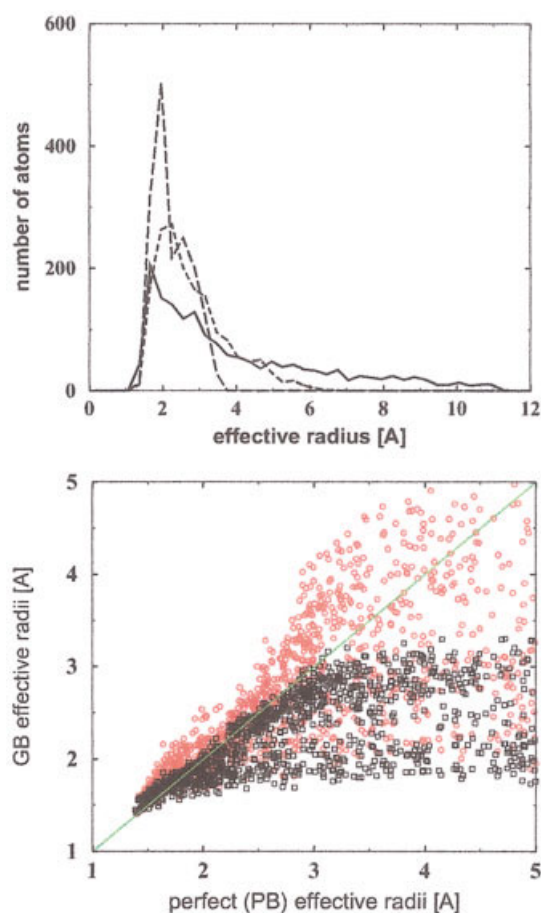 600
400
200
0
number of atoms
0 2 4 6 8 10 12
effective radius [A]
5
4
3
2
1
GB effective radii [A]
1 2 3 4 5
perfect (PB) effective radii [A]